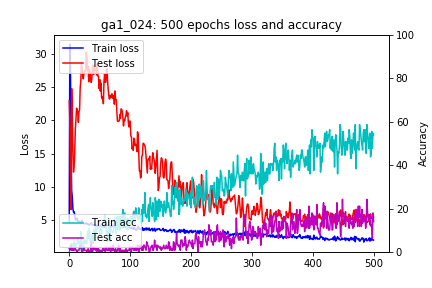 ga1_024: 500 epochs loss and accuracy
Train loss
Test loss
Train acc
Test acc
Loss
30
25
20
15
10
5
Accuracy
100
80
60
40
20
0
0
100
200
300
400
500